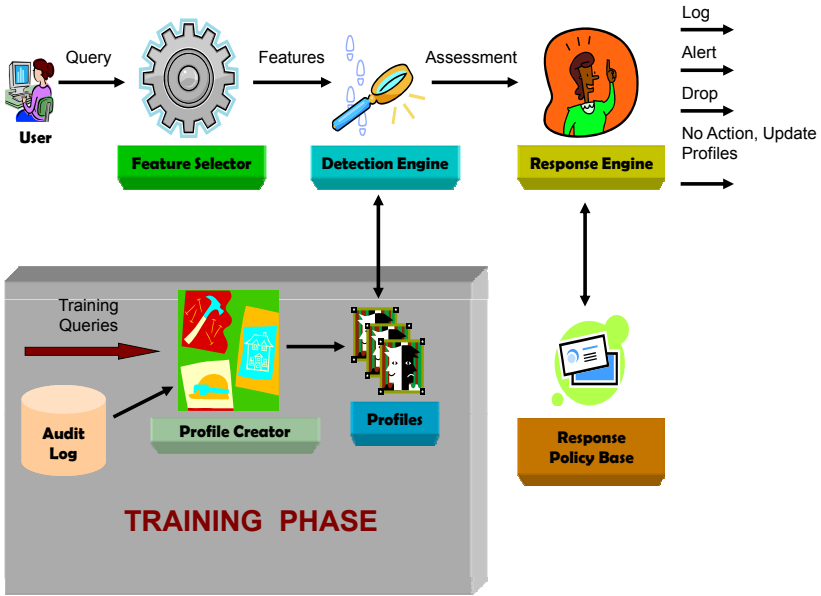 Query
Features
Assessment
Log
Alert
Drop
No Action, Update
Profiles
User
Feature Selector
Detection Engine
Response Engine
Training
Queries
Audit
Log
Profile Creator
Profiles
Response
Policy Base
TRAINING PHASE